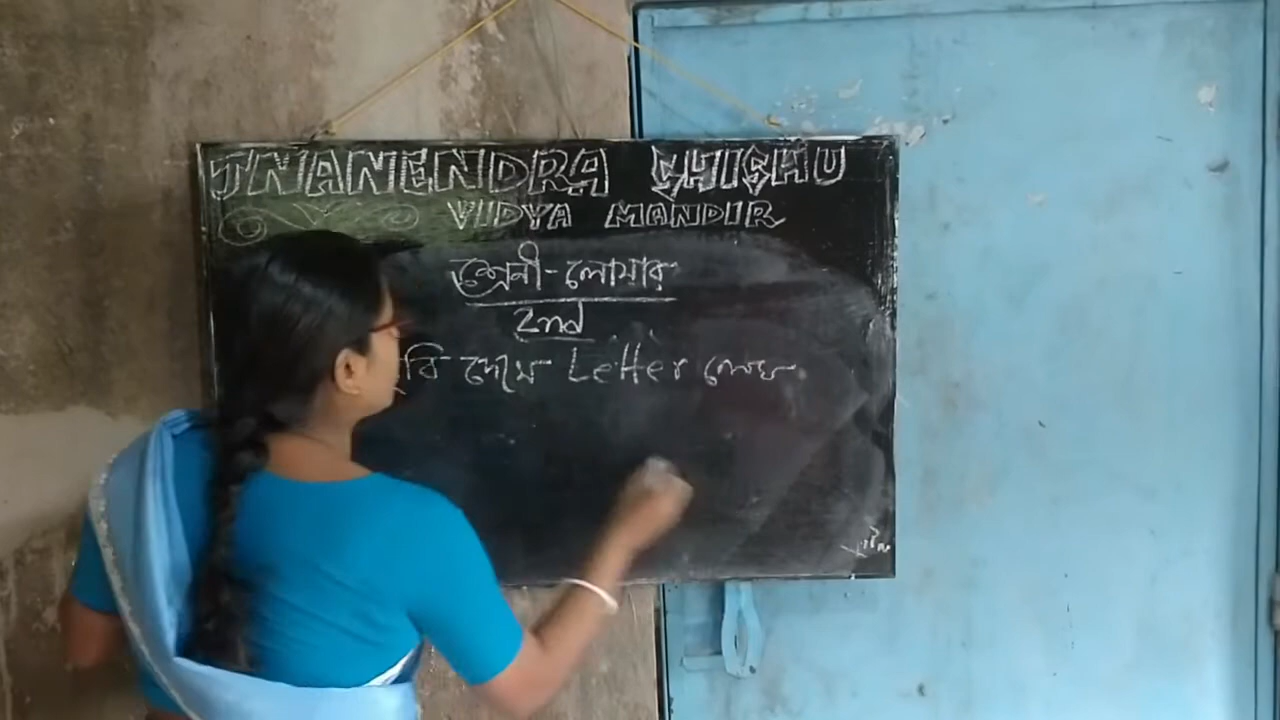 JNANENDRA SHISHU
VIDYA MANDIR
শ্রেনী-লোয়ার
2nd
বি দেখে Letter লেখ